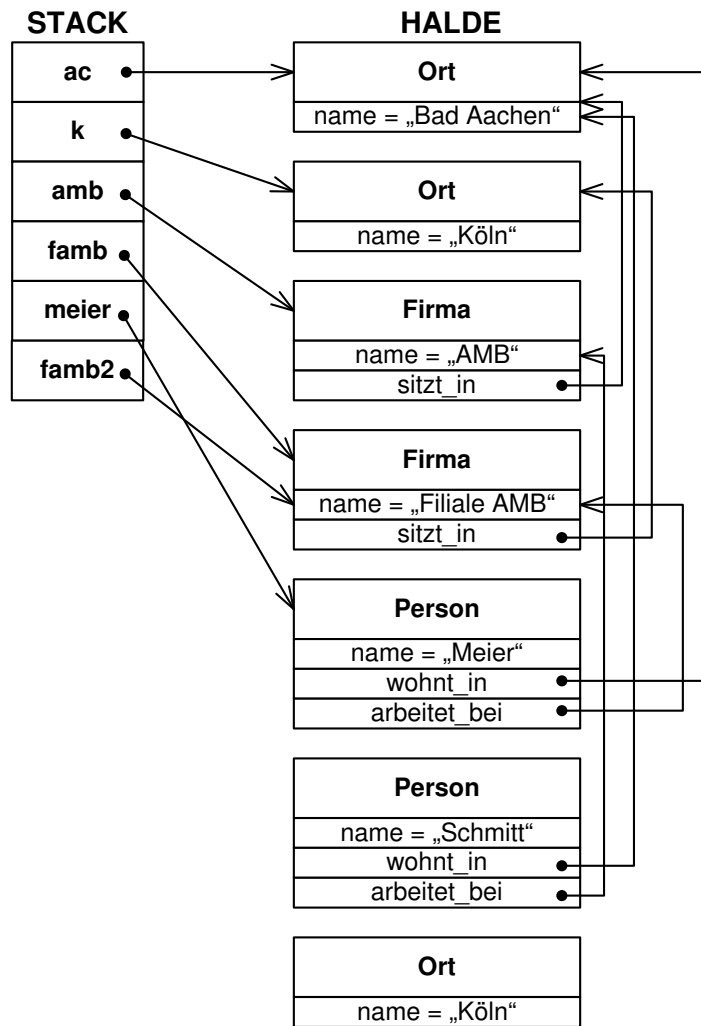 STACK
HALDE
ac
k
amb
famb
meier
famb2
Ort
name = „Bad Aachen“
Ort
name = „Köln“
Firma
name = „AMB“
sitzt_in
Firma
name = „Filiale AMB“
sitzt_in
Person
name = „Meier“
wohnt_in
arbeitet_bei
Person
name = „Schmitt“
wohnt_in
arbeitet_bei
Ort
name = „Köln“